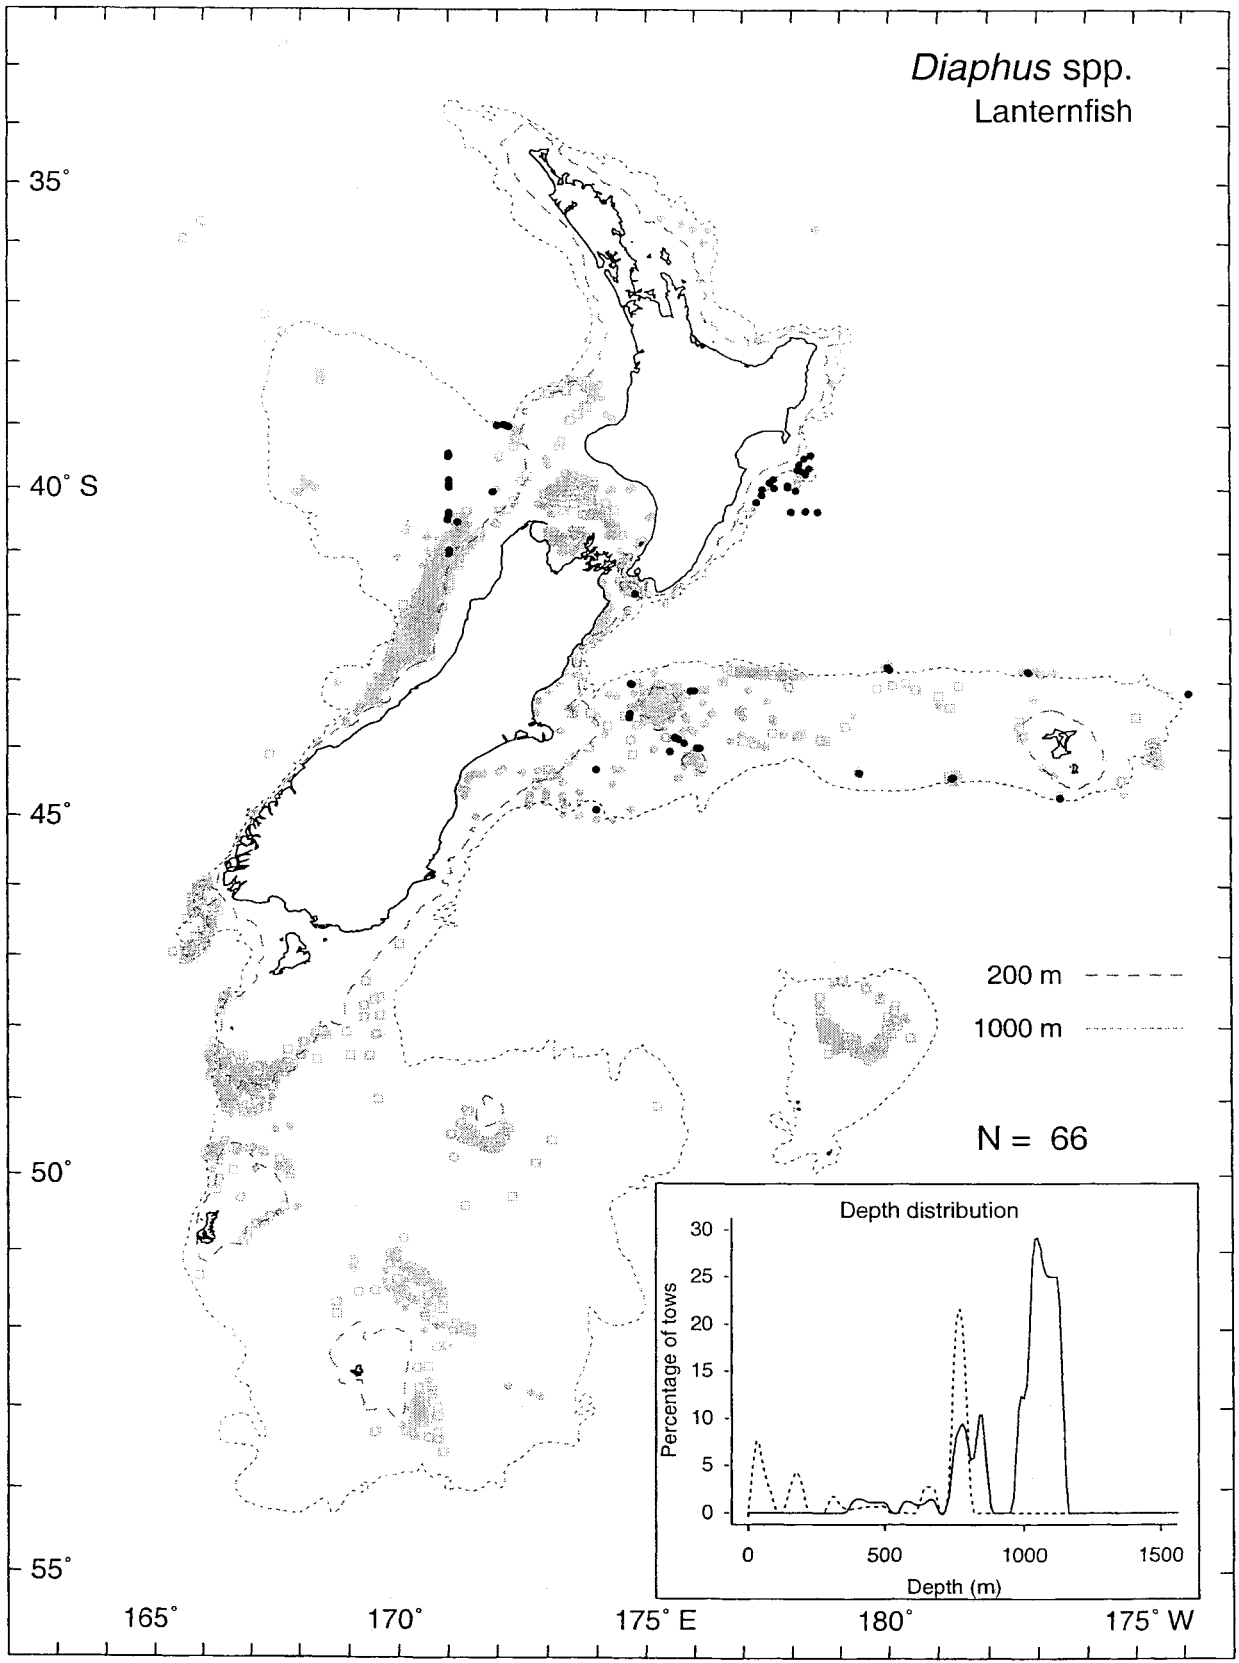 Diaphus spp.
Lanternfish
35°
40° S
45°
50°
55°
165°
170°
175° E
180°
175° W
200 m
1000 m
N = 66
Depth distribution
Percentage of tows
30
25
20
15
10
5
0
0
500
1000
1500
Depth (m)